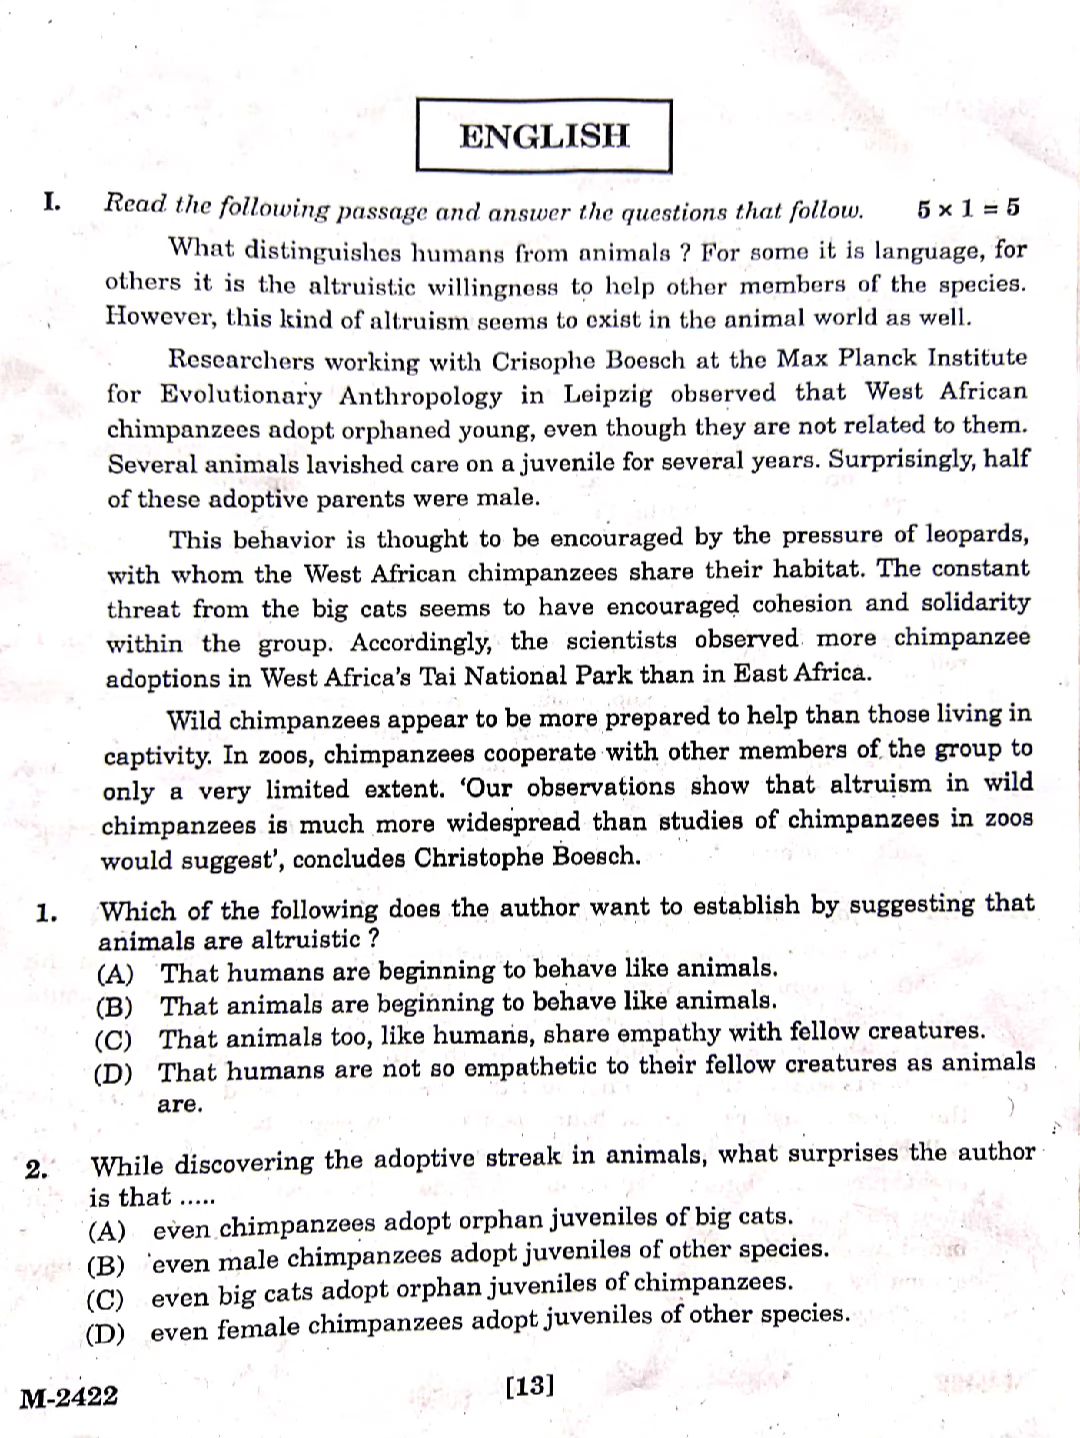 ENGLISH
I. Read the following passage and answer the questions that follow. 5 × 1 = 5
What distinguishes humans from animals ? For some it is language, for
others it is the altruistic willingness to help other members of the species.
However, this kind of altruism seems to exist in the animal world as well.
Researchers working with Crisophe Boesch at the Max Planck Institute
for Evolutionary Anthropology in Leipzig observed that West African
chimpanzees adopt orphaned young, even though they are not related to them.
Several animals lavished care on a juvenile for several years. Surprisingly, half
of these adoptive parents were male.
This behavior is thought to be encouraged by the pressure of leopards,
with whom the West African chimpanzees share their habitat. The constant
threat from the big cats seems to have encouraged cohesion and solidarity
within the group. Accordingly, the scientists observed more chimpanzee
adoptions in West Africa's Tai National Park than in East Africa.
Wild chimpanzees appear to be more prepared to help than those living in
captivity. In zoos, chimpanzees cooperate with other members of the group to
only a very limited extent. 'Our observations show that altruism in wild
chimpanzees is much more widespread than studies of chimpanzees in zoos
would suggest', concludes Christophe Boesch.
1. Which of the following does the author want to establish by suggesting that
animals are altruistic ?
(A) That humans are beginning to behave like animals.
(B) That animals are beginning to behave like animals.
(C) That animals too, like humans, share empathy with fellow creatures.
(D) That humans are not so empathetic to their fellow creatures as animals
are.
2. While discovering the adoptive streak in animals, what surprises the author
is that .....
(A) even chimpanzees adopt orphan juveniles of big cats.
(B) even male chimpanzees adopt juveniles of other species.
(C) even big cats adopt orphan juveniles of chimpanzees.
(D) even female chimpanzees adopt juveniles of other species.
M-2422 [13]